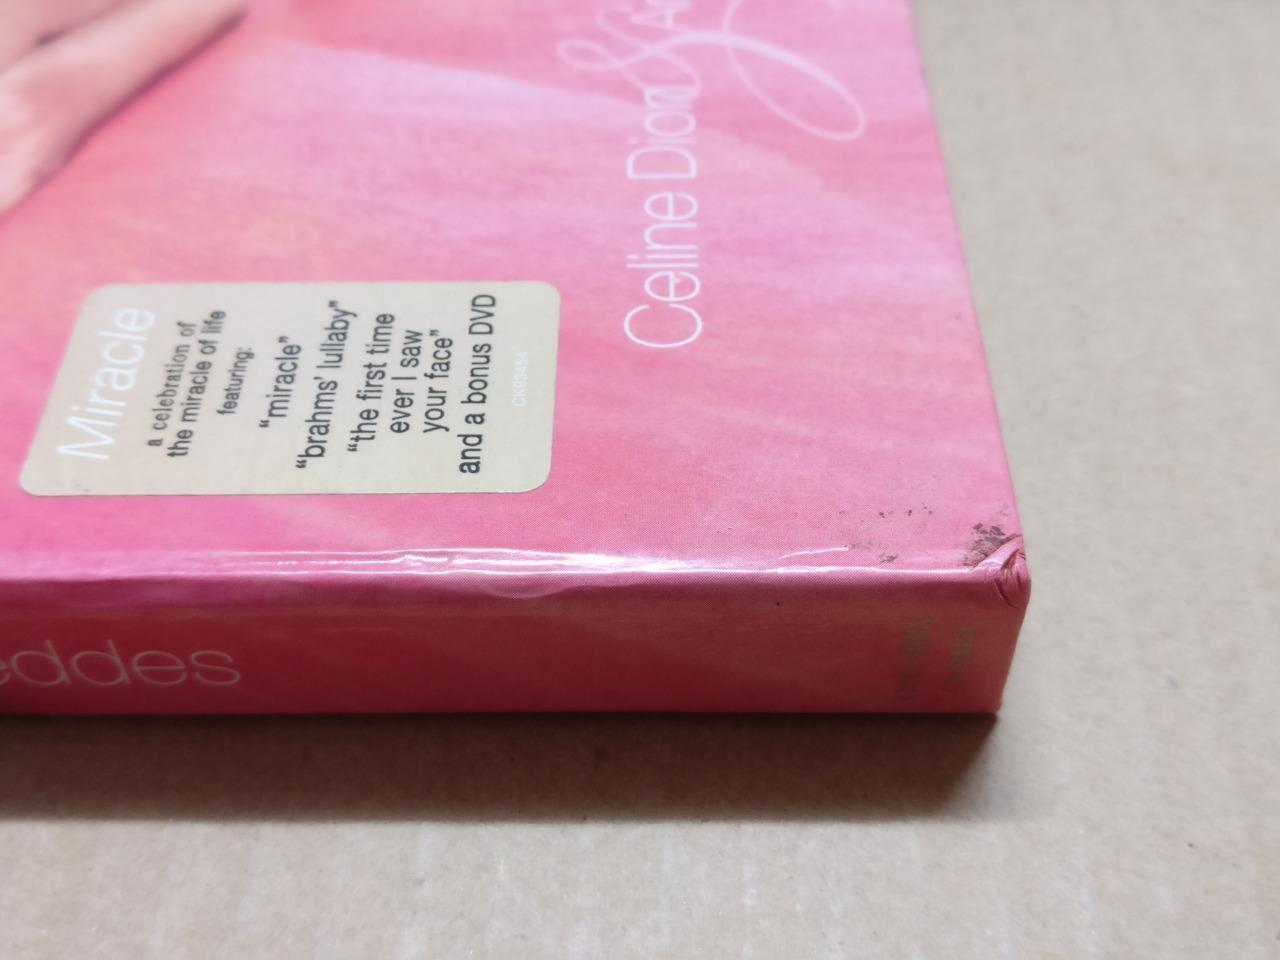 Miracle
a celebration of
the miracle of life
featuring:
“miracle”
“brahms’ lullaby”
“the first time
ever I saw
your face”
and a bonus DVD
CK93454
Celine Dion &
eddes